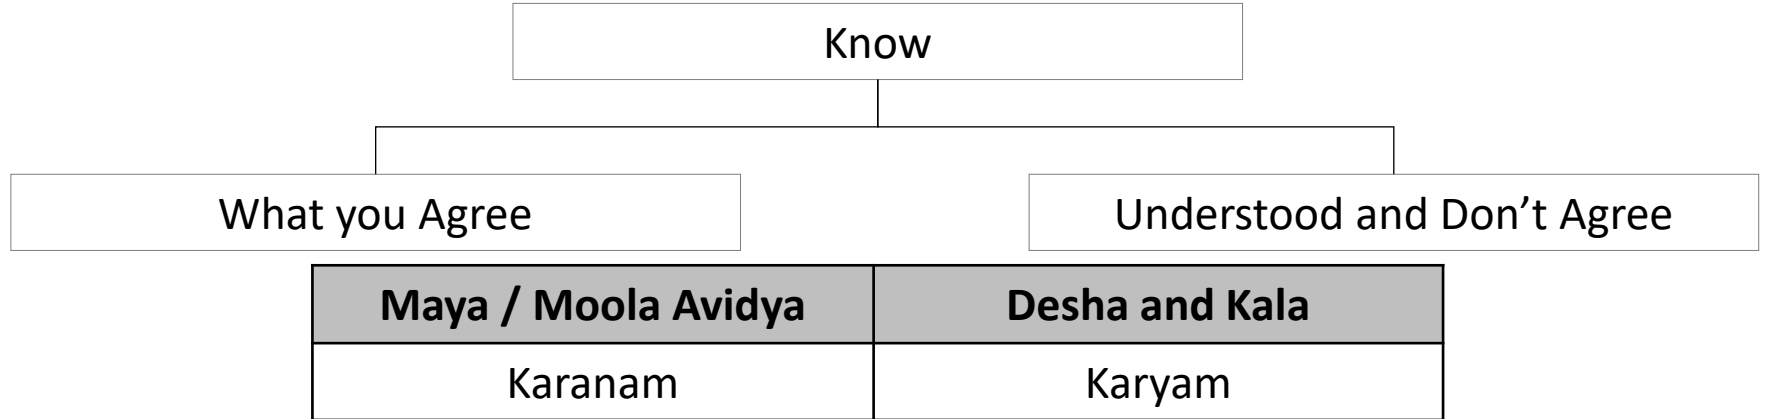 Know
What you Agree
Understood and Don’t Agree
Maya / Moola Avidya
Desha and Kala
Karanam
Karyam